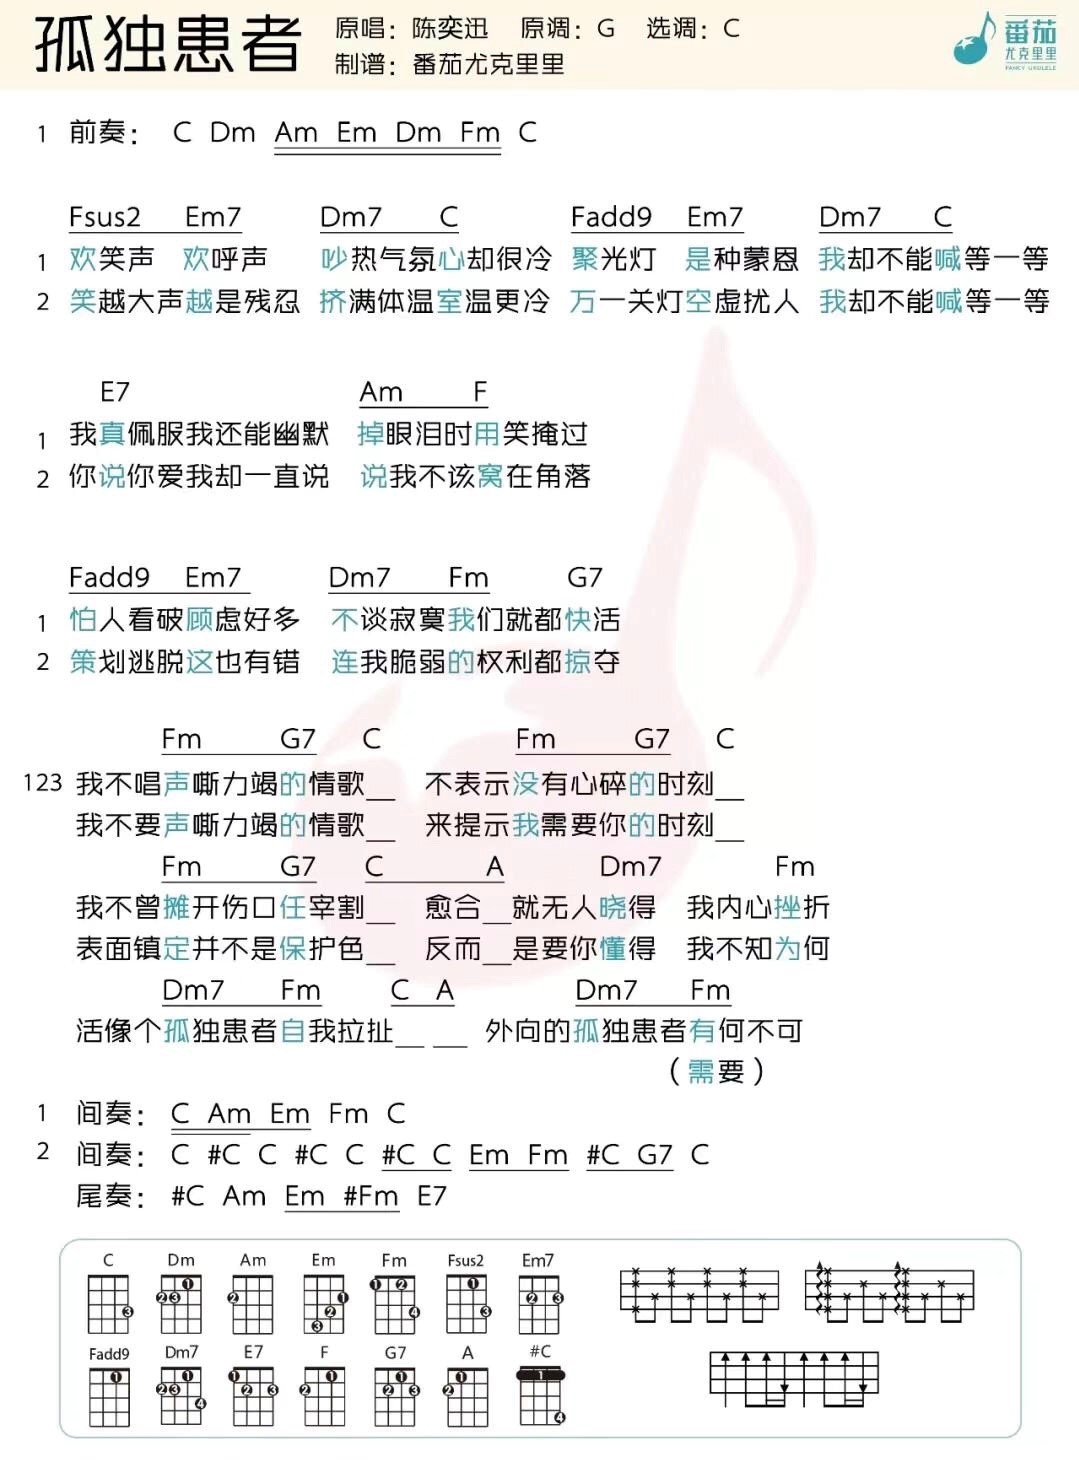 孤独患者
原唱：陈奕迅 原调：G 选调：C
制谱：番茄尤克里里
番茄
尤克里里
FANCY UKULELE
1 前奏： C Dm Am Em Dm Fm C
Fsus2 Em7 Dm7 C Fadd9 Em7 Dm7 C
1 欢笑声 欢呼声 吵热气氛心却很冷 聚光灯 是种蒙恩 我却不能喊等一等
2 笑越大声越是残忍 挤满体温室温更冷 万一关灯空虚扰人 我却不能喊等一等
E7 Am F
1 我真佩服我还能幽默 掉眼泪时用笑掩过
2 你说你爱我却一直说 说我不该窝在角落
Fadd9 Em7 Dm7 Fm G7
1 怕人看破顾虑好多 不谈寂寞我们就都快活
2 策划逃脱这也有错 连我脆弱的权利都掠夺
Fm G7 C Fm G7 C
123 我不唱声嘶力竭的情歌__ 不表示没有心碎的时刻__
我不要声嘶力竭的情歌__ 来提示我需要你的时刻__
Fm G7 C A Dm7 Fm
我不曾摊开伤口任宰割__ 愈合__就无人晓得 我内心挫折
表面镇定并不是保护色__ 反而__是要你懂得 我不知为何
Dm7 Fm C A Dm7 Fm
活像个孤独患者自我拉扯__ __ 外向的孤独患者有何不可
（需要）
1 间奏： C Am Em Fm C
2 间奏： C #C C #C C #C C Em Fm #C G7 C
尾奏： #C Am Em #Fm E7
C Dm Am Em Fm Fsus2 Em7
Fadd9 Dm7 E7 F G7 A #C